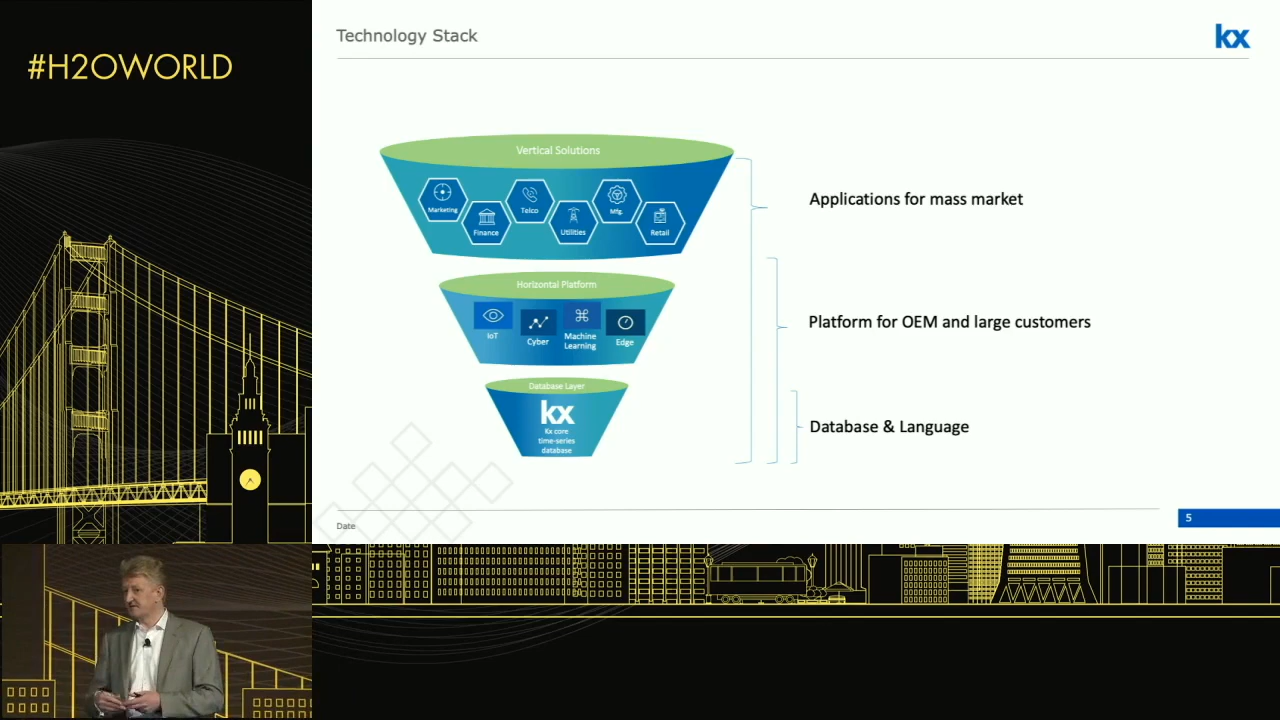 #H2OWORLD
Technology Stack
kx
Vertical Solutions
Marketing
Finance
Telco
Utilities
Mfg.
Retail
Applications for mass market
Horizontal Platform
IoT
Cyber
Machine
Learning
Edge
Platform for OEM and large customers
Database Layer
kx
Kx core
time-series
database
Database & Language
Date
5